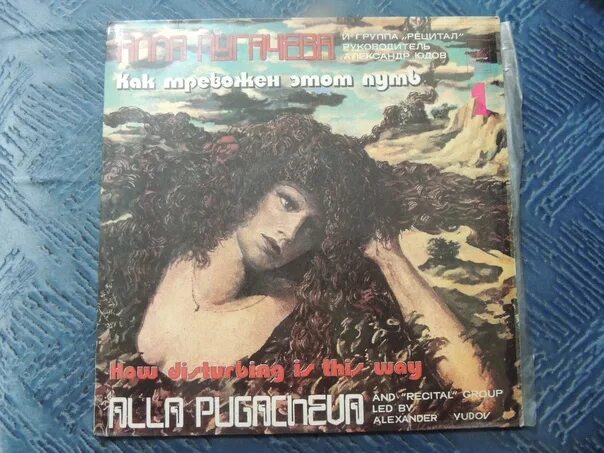 АЛЛА ПУГАЧЕВА
И ГРУППА „РЕЦИТАЛ”
РУКОВОДИТЕЛЬ
АЛЕКСАНДР ЮДОВ
Как тревожен этот путь
1
How disturbing is this way
ALLA PUGACHEVA
AND "RECITAL" GROUP
LED BY
ALEXANDER YUDOV